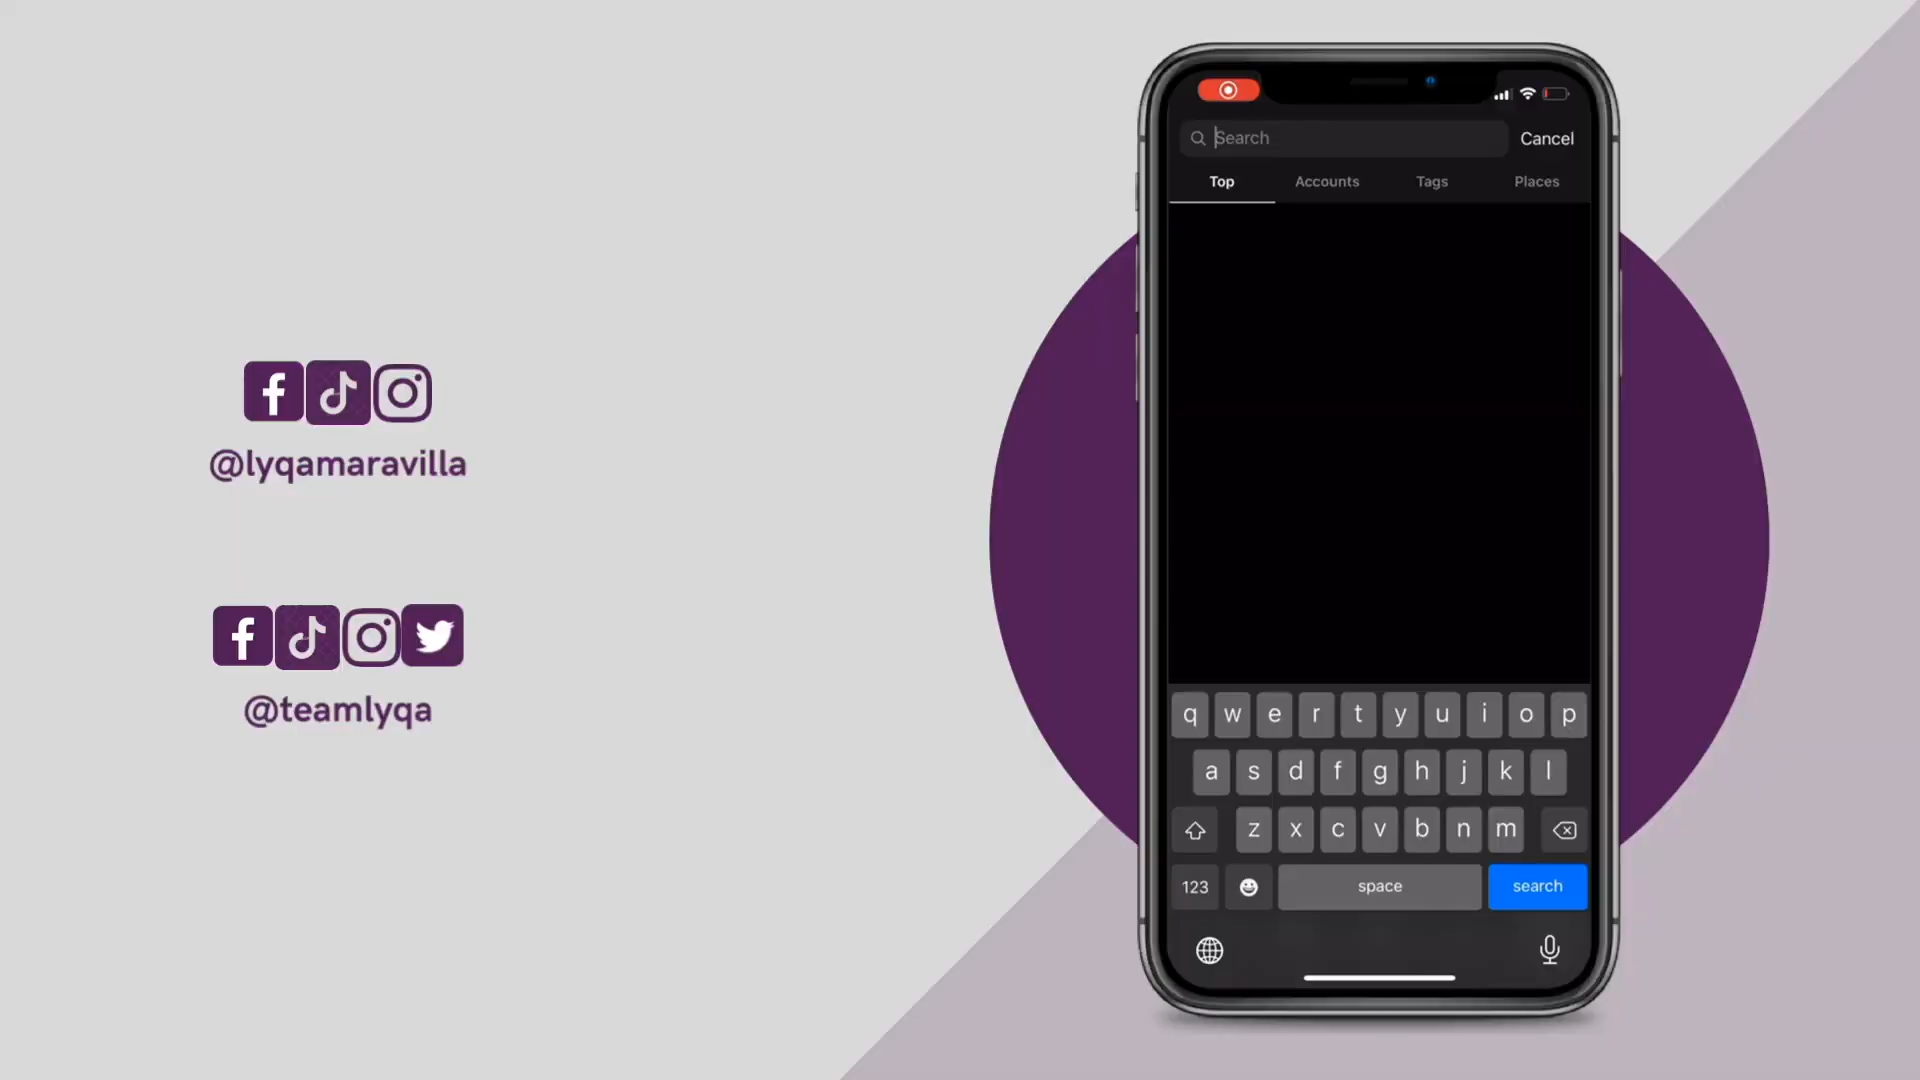 @lyqamaravilla
@teamlyqa
Search
Cancel
Top Accounts Tags Places
q w e r t y u i o p
a s d f g h j k l
z x c v b n m
123 space search